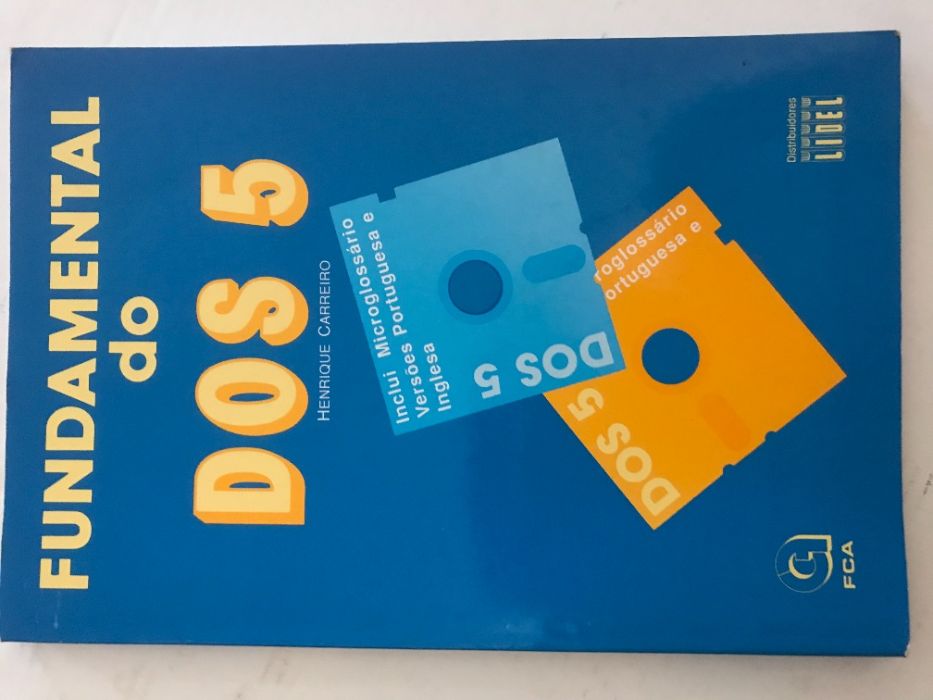 FUNDAMENTAL
do
DOS 5
HENRIQUE CARREIRO
Inclui Microglossário
Versões Portuguesa e
Inglesa
DOS 5
roglossário
ortuguesa e
DOS 5
FCA
Distribuidores
LIDEL